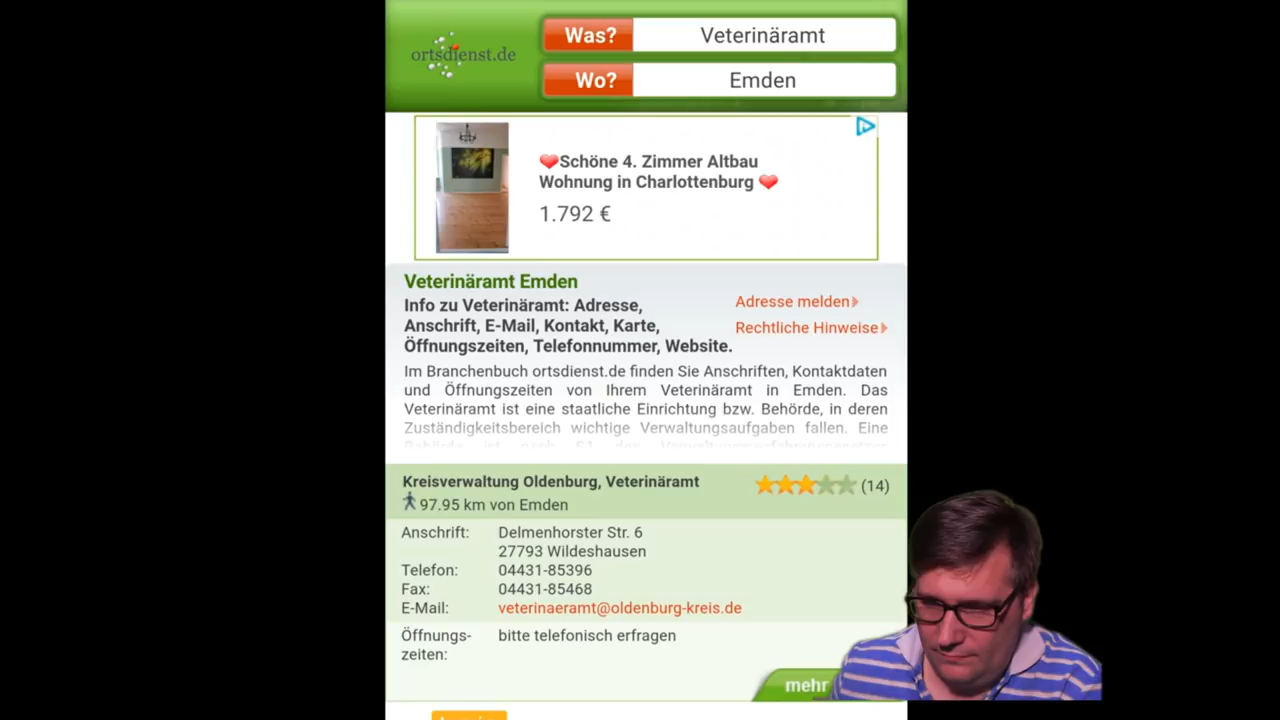 ortsdienst.de
Was? Veterinäramt
Wo? Emden
❤Schöne 4. Zimmer Altbau
Wohnung in Charlottenburg ❤
1.792 €
Veterinäramt Emden
Info zu Veterinäramt: Adresse,
Anschrift, E-Mail, Kontakt, Karte,
Öffnungszeiten, Telefonnummer, Website.
Adresse melden
Rechtliche Hinweise
Im Branchenbuch ortsdienst.de finden Sie Anschriften, Kontaktdaten
und Öffnungszeiten von Ihrem Veterinäramt in Emden. Das
Veterinäramt ist eine staatliche Einrichtung bzw. Behörde, in deren
Zuständigkeitsbereich wichtige Verwaltungsaufgaben fallen. Eine
Kreisverwaltung Oldenburg, Veterinäramt
(14)
97.95 km von Emden
Anschrift: Delmenhorster Str. 6
27793 Wildeshausen
Telefon: 04431-85396
Fax: 04431-85468
E-Mail: veterinaeramt@oldenburg-kreis.de
Öffnungs- bitte telefonisch erfragen
zeiten:
mehr